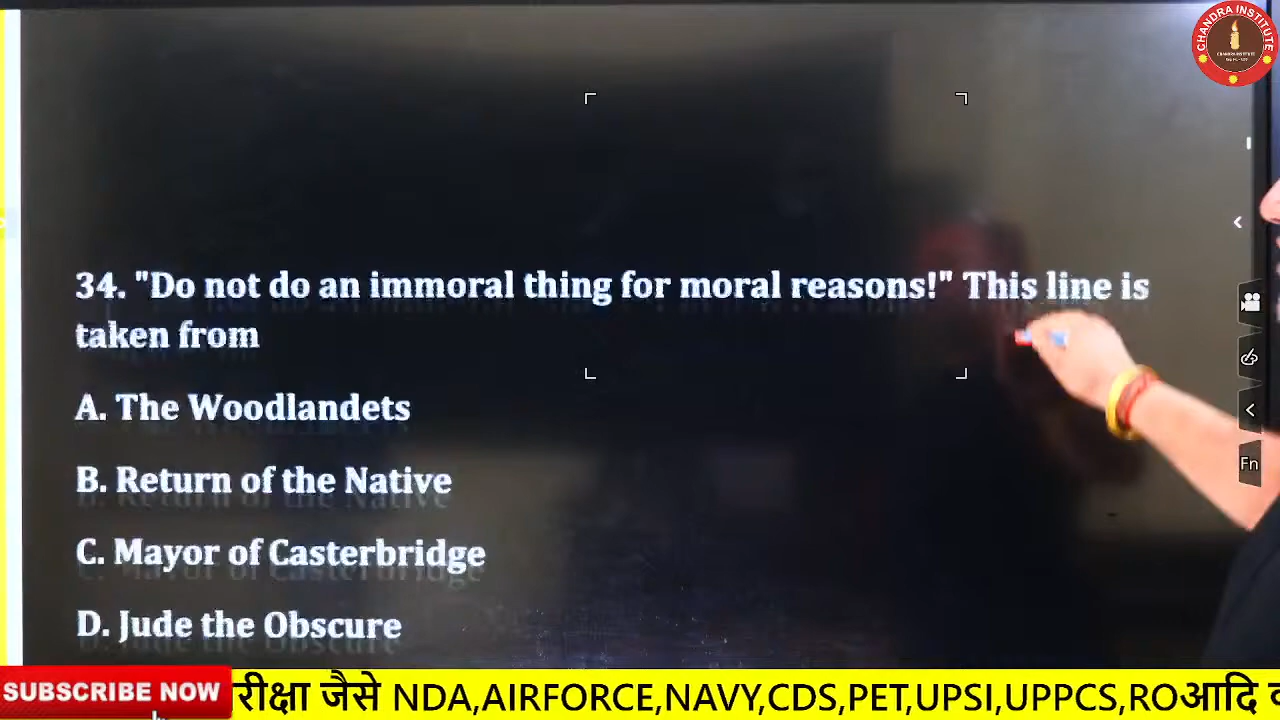 CHANDRA INSTITUTE
34. "Do not do an immoral thing for moral reasons!" This line is
taken from
A. The Woodlandets
B. Return of the Native
C. Mayor of Casterbridge
D. Jude the Obscure
Fn
SUBSCRIBE NOW
रीक्षा जैसे NDA,AIRFORCE,NAVY,CDS,PET,UPSI,UPPCS,ROआदि